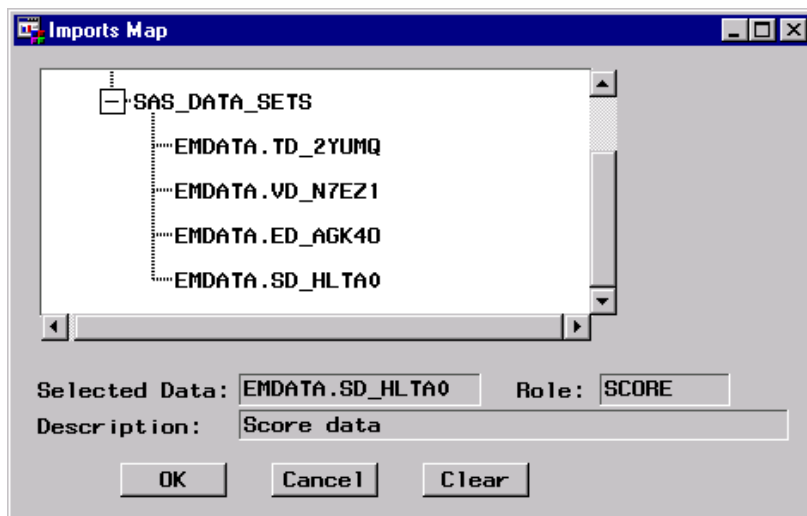 Imports Map
SAS_DATA_SETS
EMDATA.TD_2YUMQ
EMDATA.VD_N7EZ1
EMDATA.ED_AGK4O
EMDATA.SD_HLTA0
Selected Data: EMDATA.SD_HLTA0 Role: SCORE
Description: Score data
OK Cancel Clear